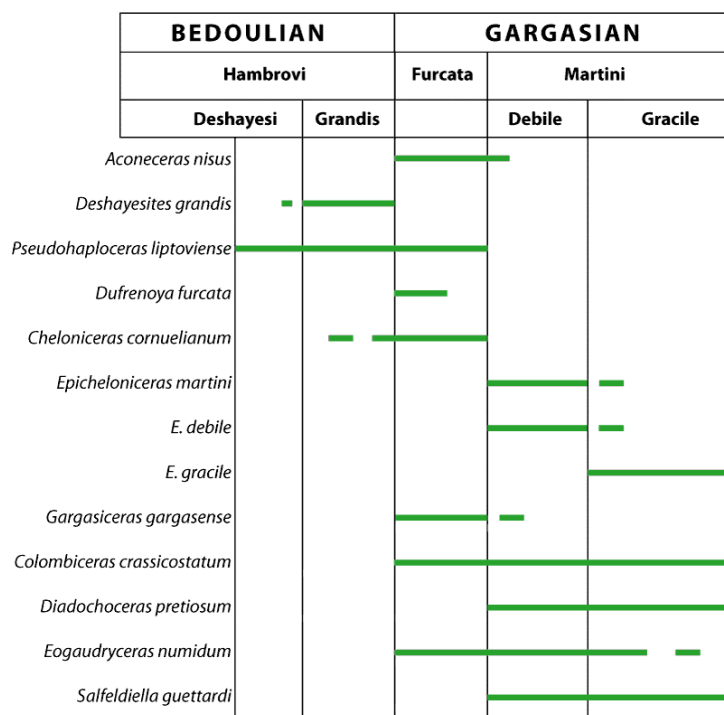 BEDOULIAN GARGASIAN
Hambrovi Furcata Martini
Deshayesi Grandis Debile Gracile
Aconeceras nisus
Deshayesites grandis
Pseudohaploceras liptoviense
Dufrenoya furcata
Cheloniceras cornuelianum
Epicheloniceras martini
E. debile
E. gracile
Gargasiceras gargasense
Colombiceras crassicostatum
Diadochoceras pretiosum
Eogaudryceras numidum
Salfeldiella guettardi